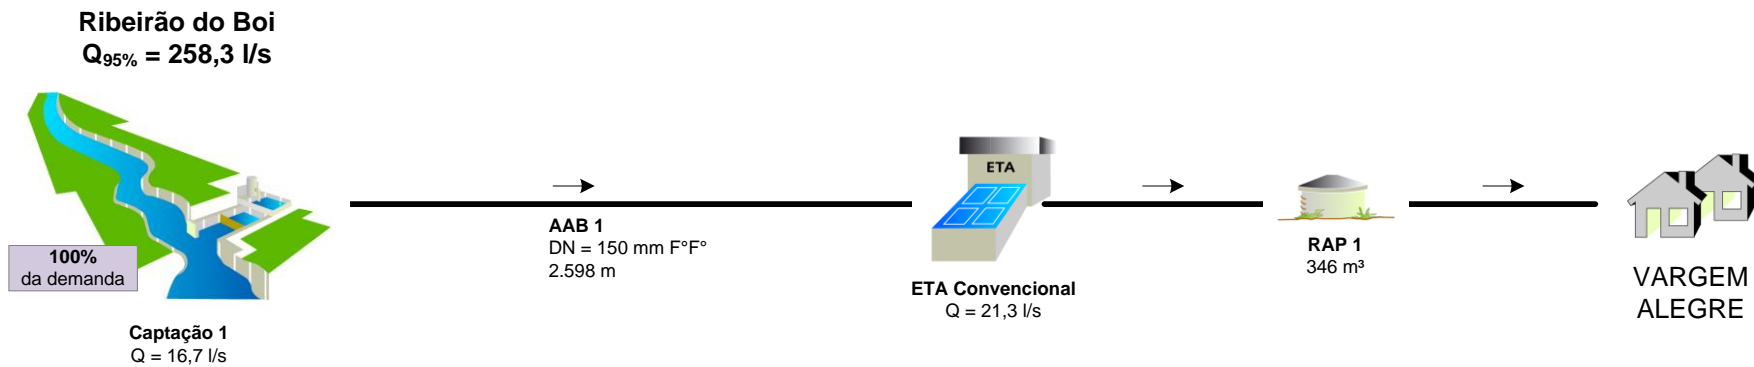 Ribeirão do Boi
Q95% = 258,3 l/s
100%
da demanda
Captação 1
Q = 16,7 l/s
AAB 1
DN = 150 mm F°F°
2.598 m
ETA
ETA Convencional
Q = 21,3 l/s
RAP 1
346 m³
VARGEM
ALEGRE